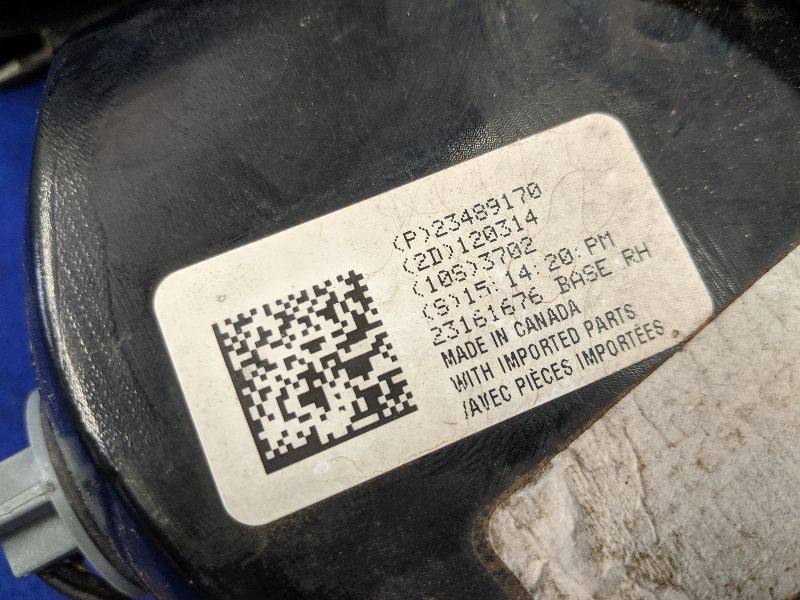 (P)23489170
(2D)120314
(10S)3702
(S)15:14:20:PM
23161676 BASE RH
MADE IN CANADA
WITH IMPORTED PARTS
/AVEC PIÈCES IMPORTÉES